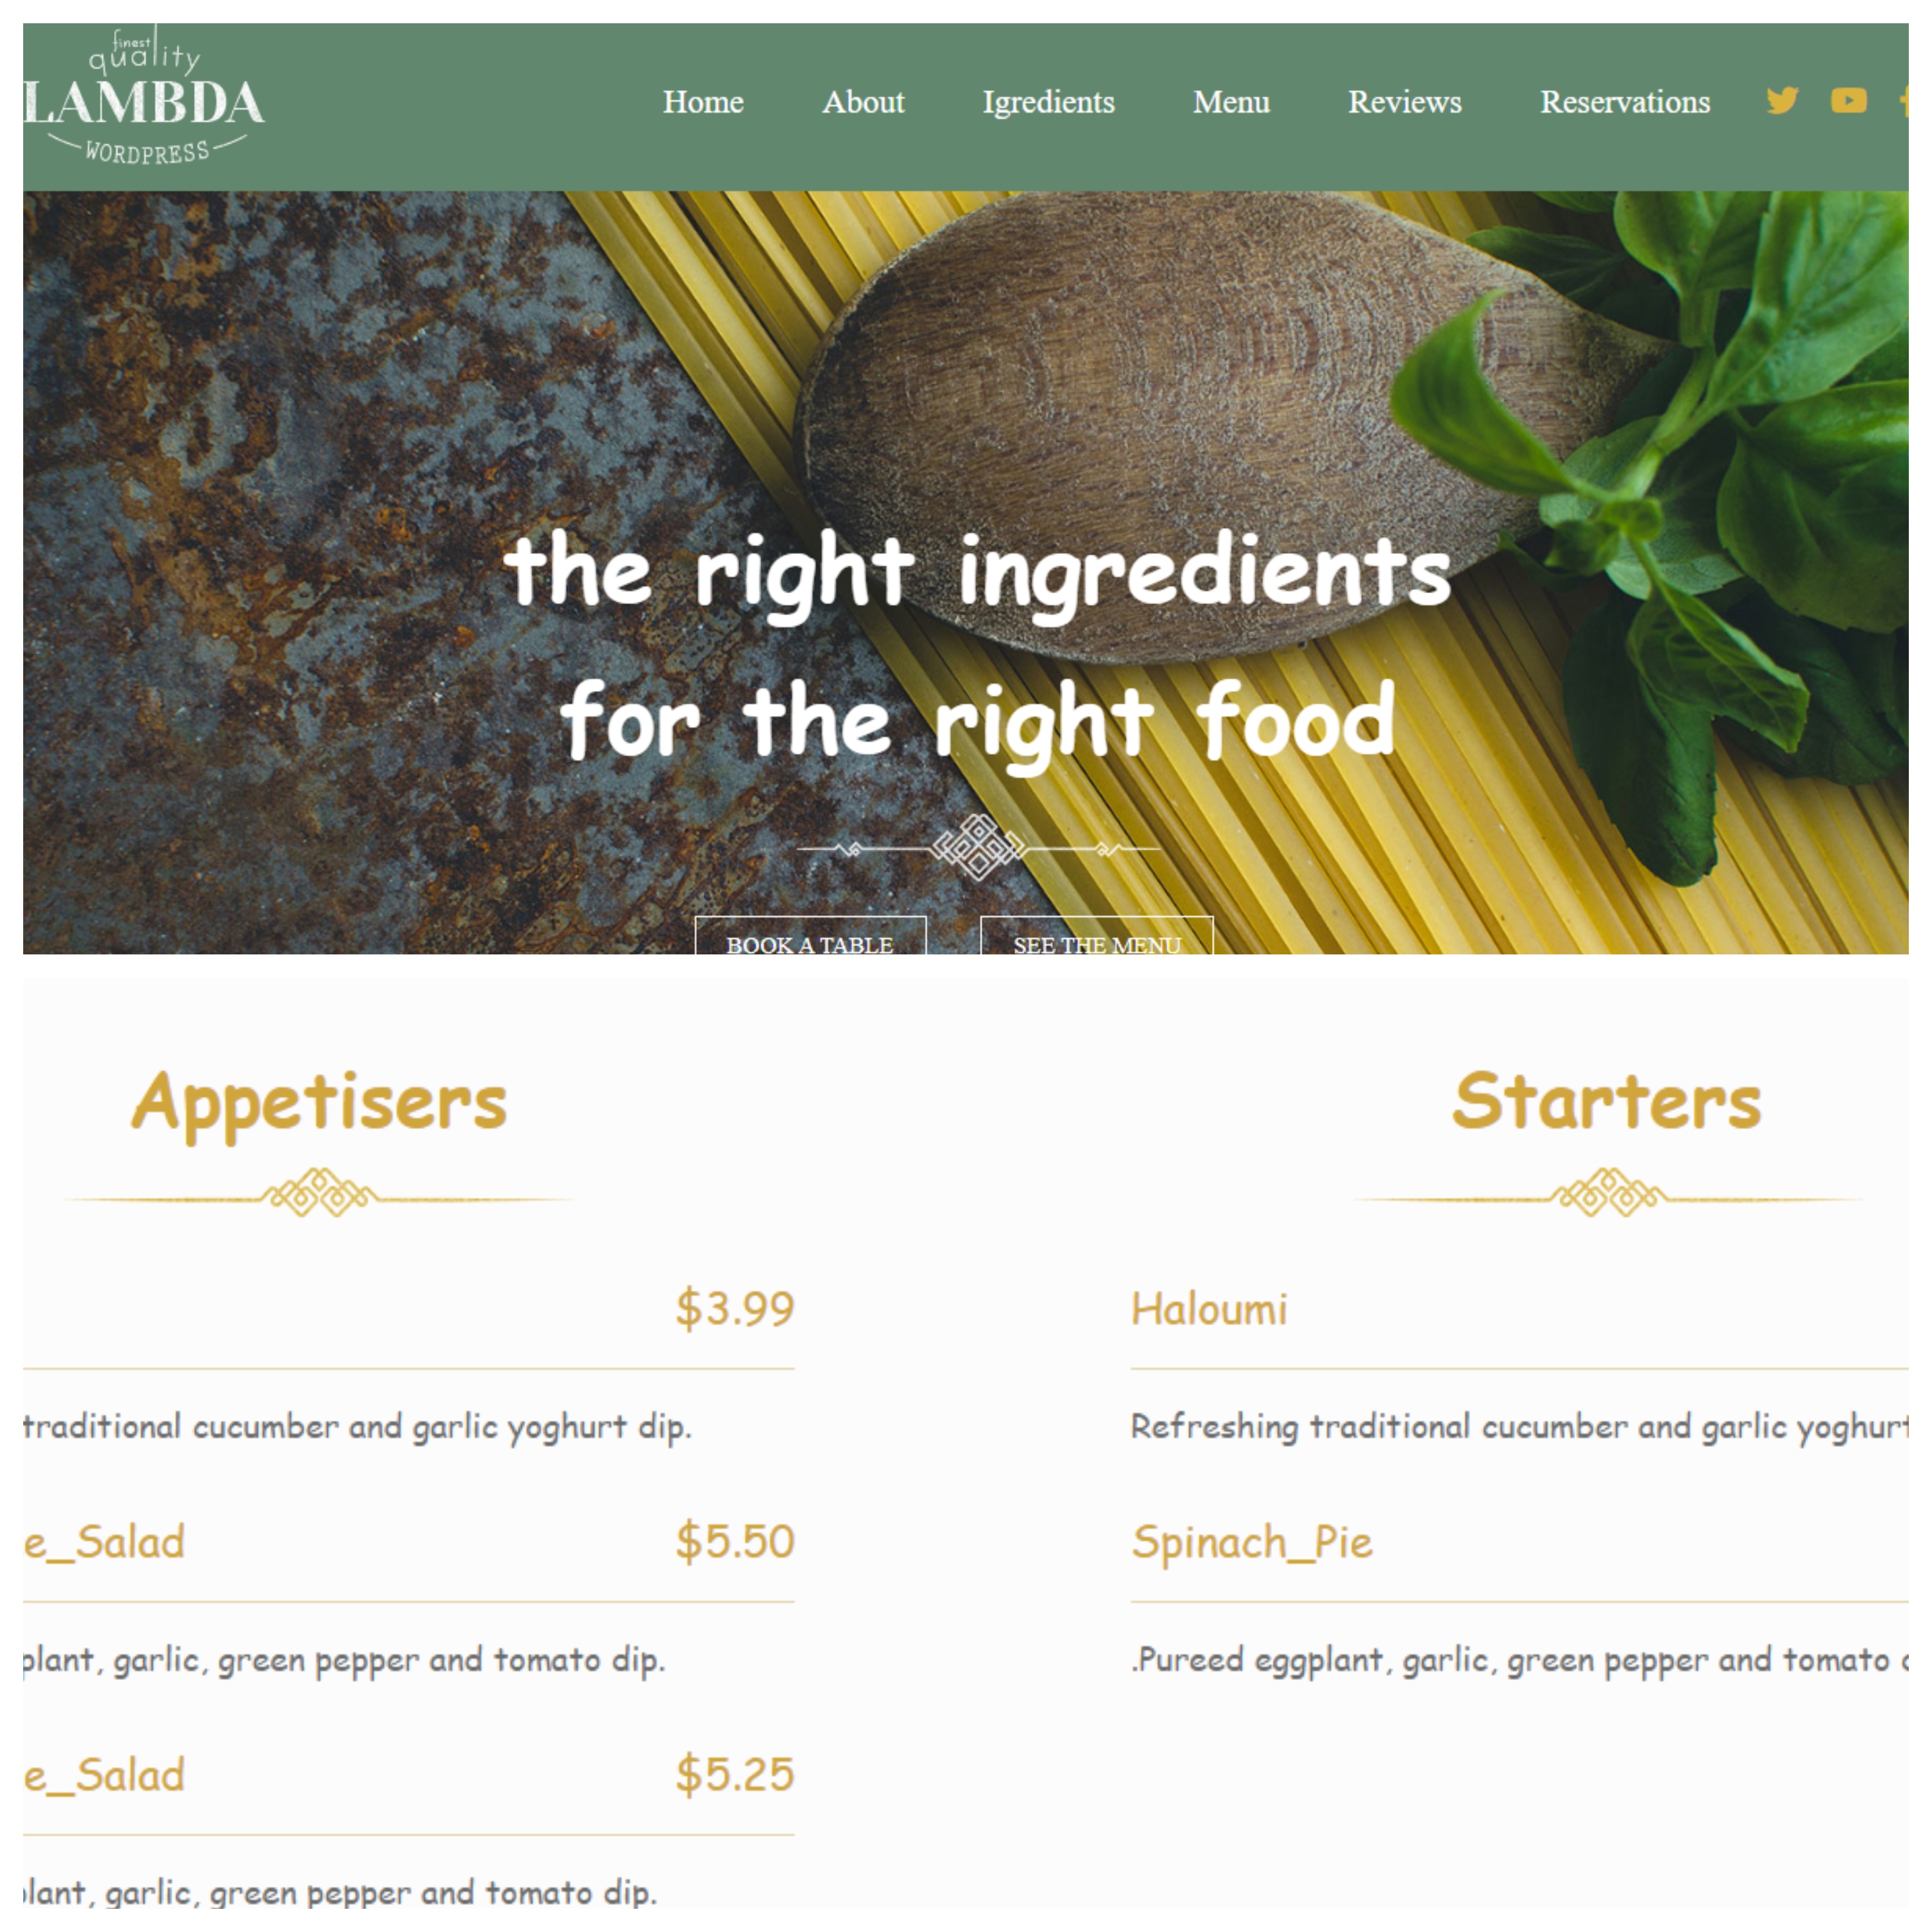 finest
quality
LAMBDA
WORDPRESS
Home About Igredients Menu Reviews Reservations
the right ingredients
for the right food
BOOK A TABLE SEE THE MENU
Appetisers
$3.99
traditional cucumber and garlic yoghurt dip.
e_Salad $5.50
plant, garlic, green pepper and tomato dip.
e_Salad $5.25
lant, garlic, green pepper and tomato dip.
Starters
Haloumi
Refreshing traditional cucumber and garlic yoghurt
Spinach_Pie
.Pureed eggplant, garlic, green pepper and tomato